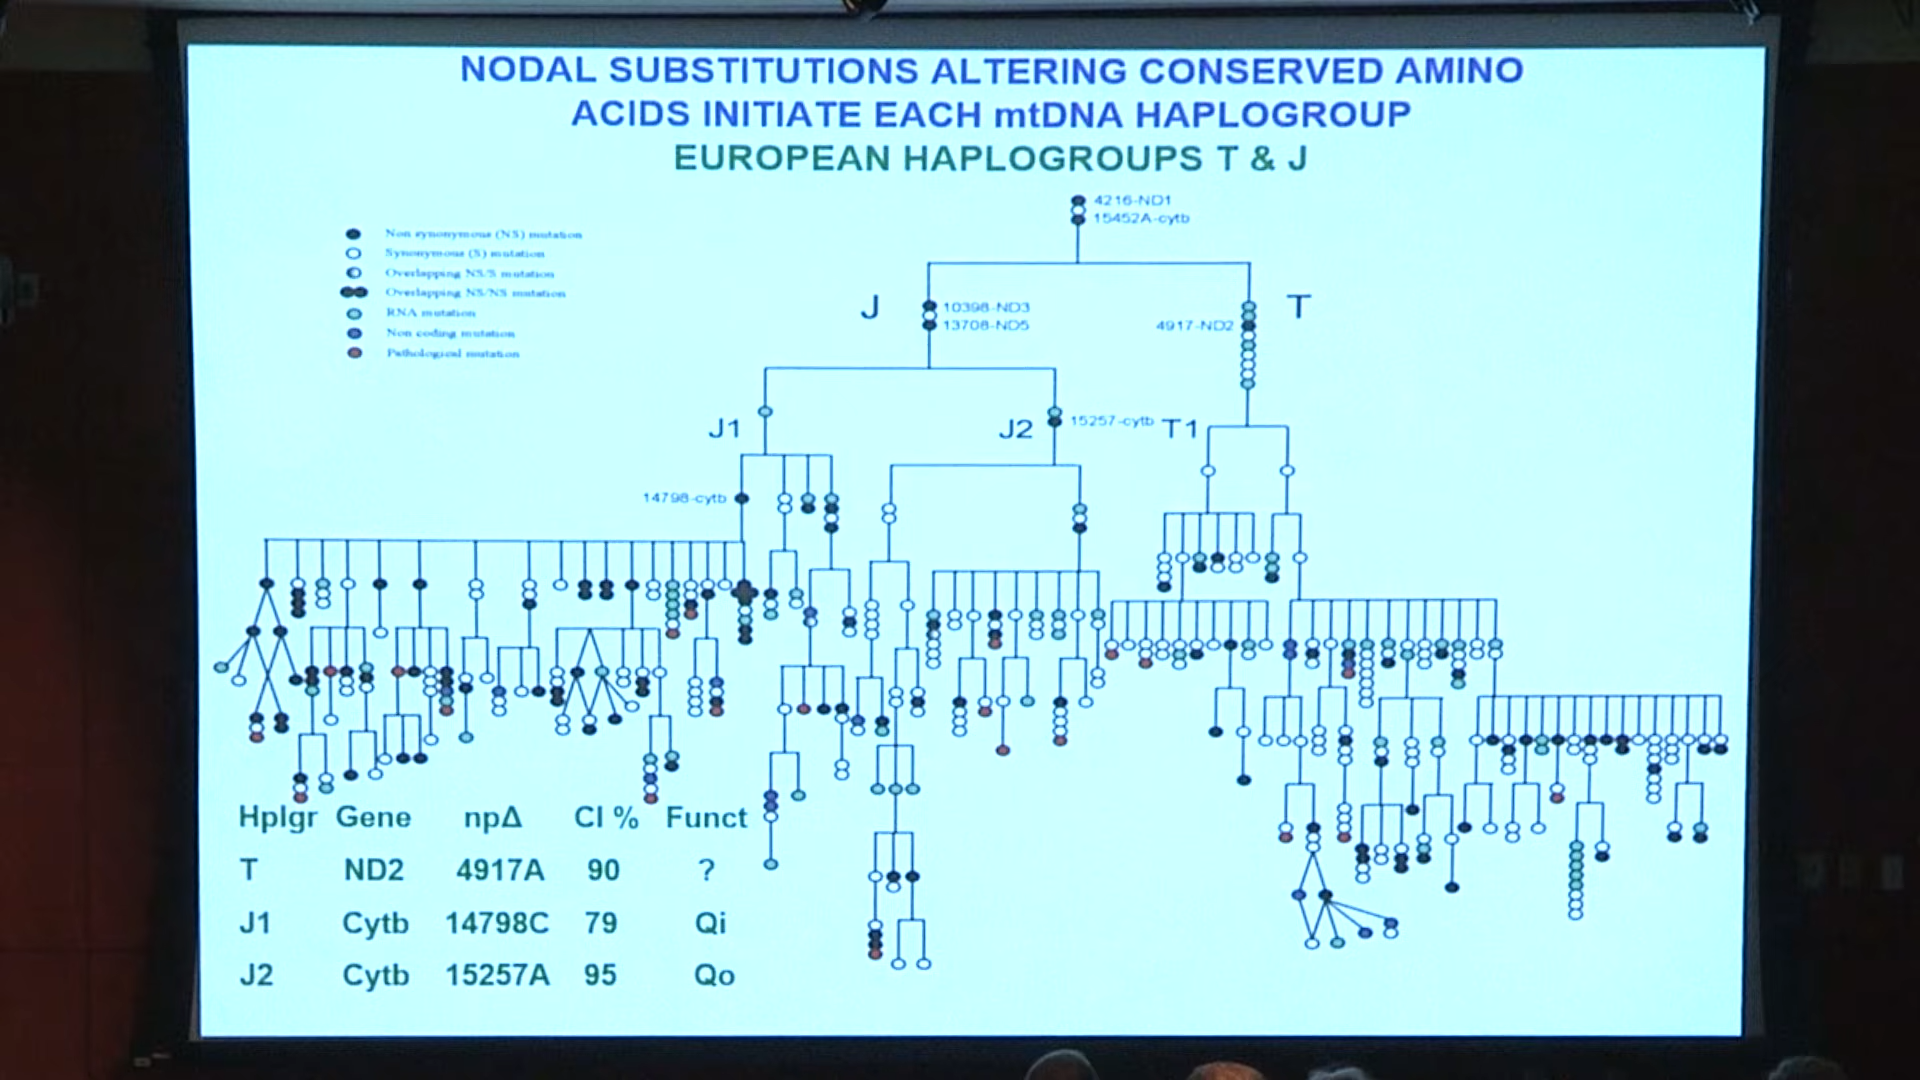 NODAL SUBSTITUTIONS ALTERING CONSERVED AMINO
ACIDS INITIATE EACH mtDNA HAPLOGROUP
EUROPEAN HAPLOGROUPS T & J
4216-ND1
15452A-cytb
Non synonymous (NS) mutation
Synonymous (S) mutation
Overlapping NS/S mutation
Overlapping NS/NS mutation
RNA mutation
Non coding mutation
Pathological mutation
J
10398-ND3
13708-ND5
4917-ND2
T
J1
J2
15257-cytb
T1
14798-cytb
Hplgr Gene npΔ CI % Funct
T ND2 4917A 90 ?
J1 Cytb 14798C 79 Qi
J2 Cytb 15257A 95 Qo